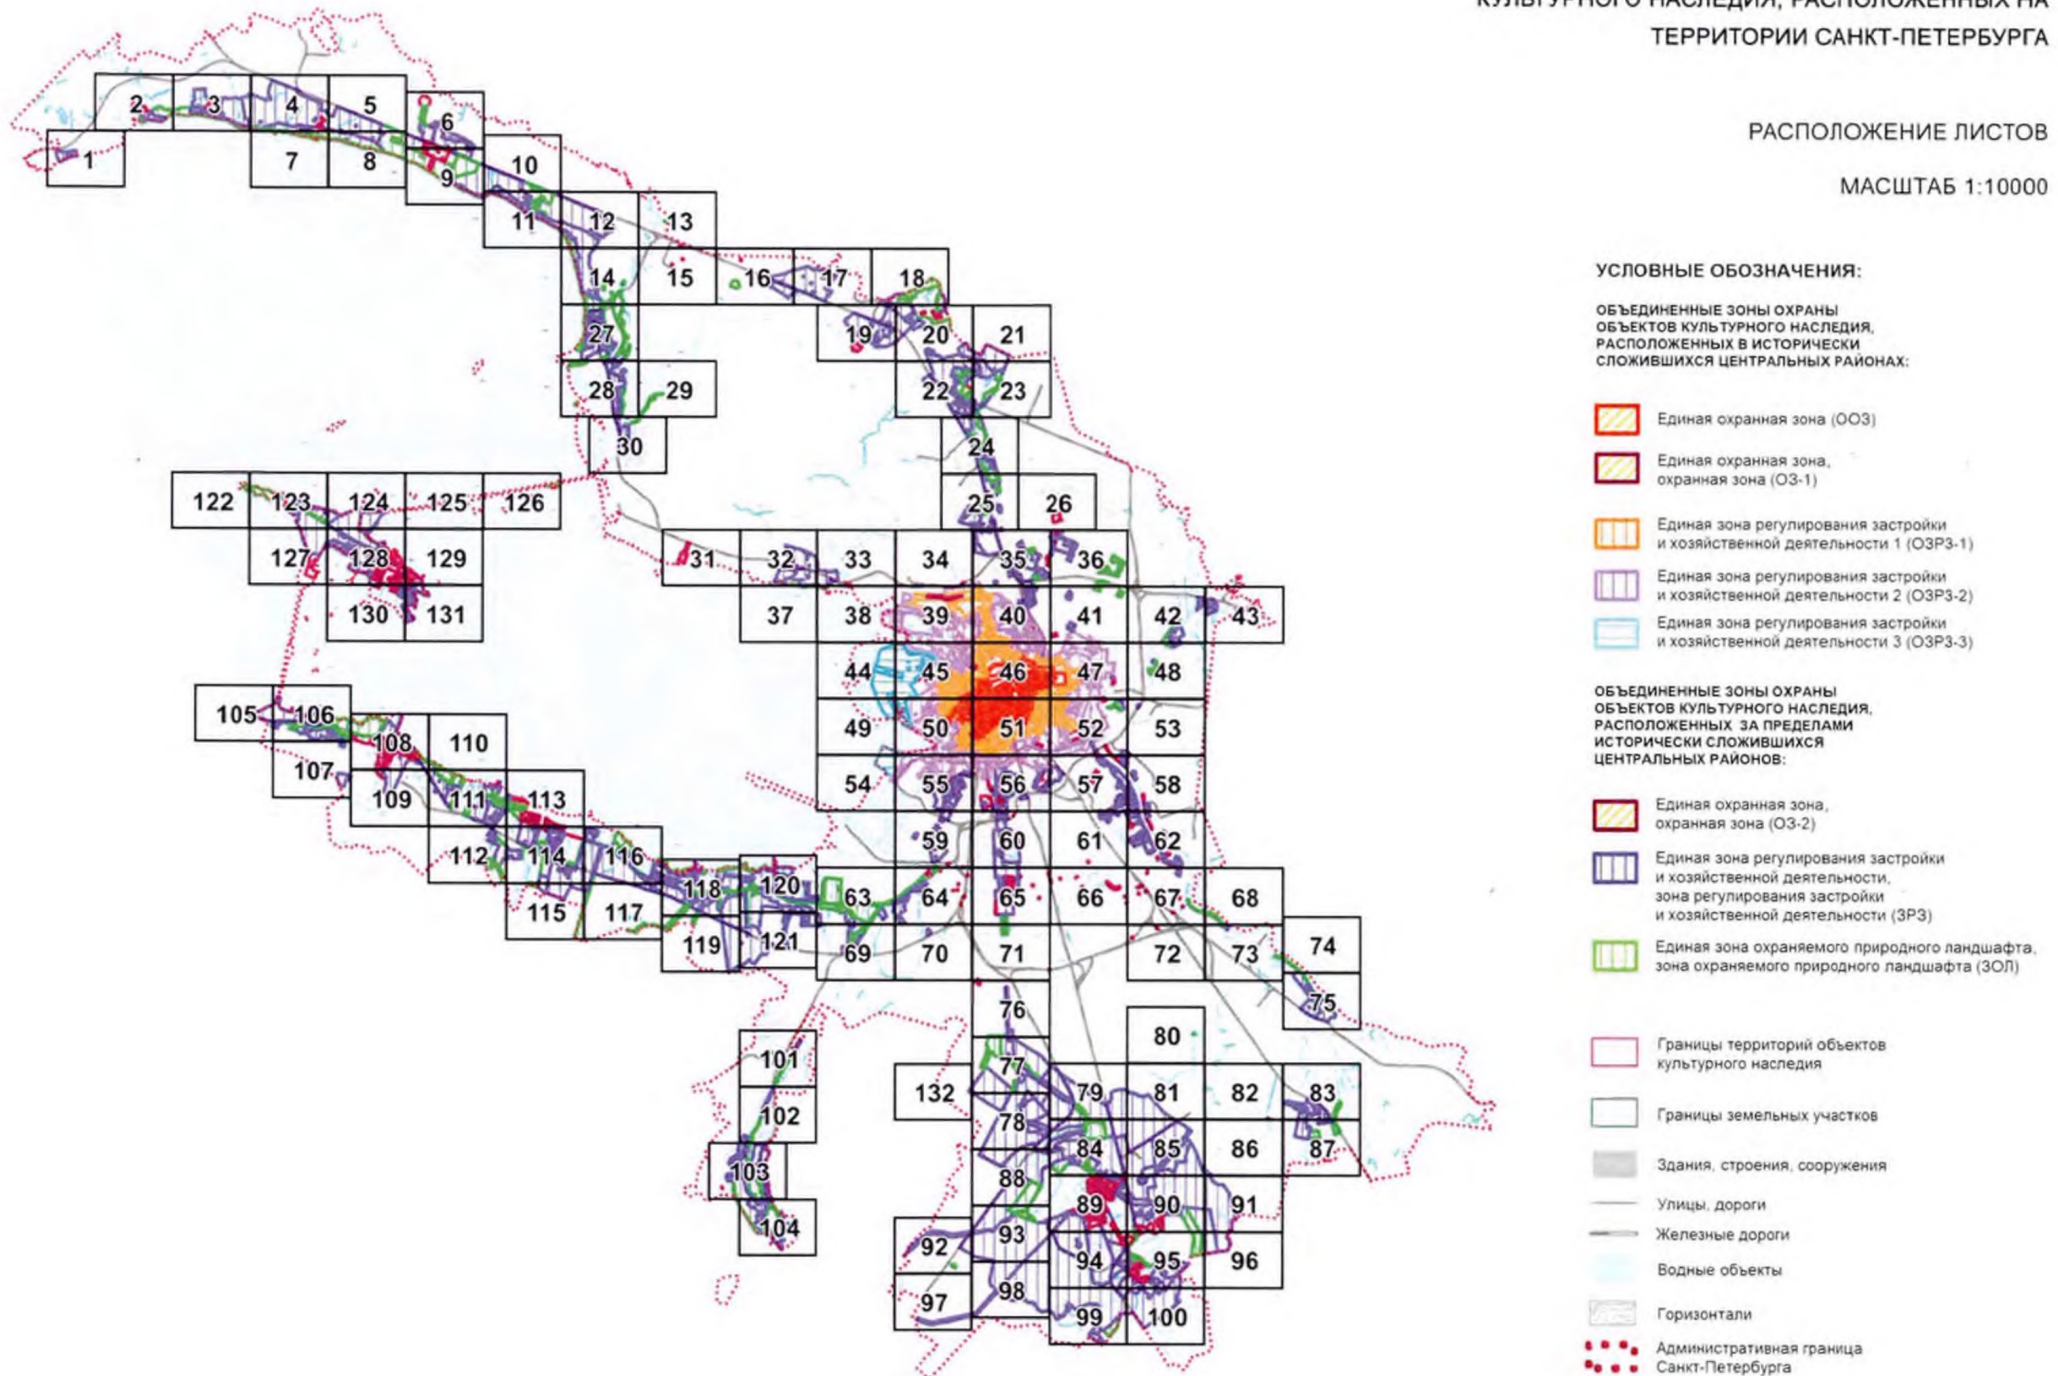 КУЛЬТУРНОГО НАСЛЕДИЯ, РАСПОЛОЖЕННЫХ НА
ТЕРРИТОРИИ САНКТ-ПЕТЕРБУРГА
РАСПОЛОЖЕНИЕ ЛИСТОВ
МАСШТАБ 1:10000
УСЛОВНЫЕ ОБОЗНАЧЕНИЯ:
ОБЪЕДИНЕННЫЕ ЗОНЫ ОХРАНЫ
ОБЪЕКТОВ КУЛЬТУРНОГО НАСЛЕДИЯ,
РАСПОЛОЖЕННЫХ В ИСТОРИЧЕСКИ
СЛОЖИВШИХСЯ ЦЕНТРАЛЬНЫХ РАЙОНАХ:
Единая охранная зона (ООЗ)
Единая охранная зона,
охранная зона (ОЗ-1)
Единая зона регулирования застройки
и хозяйственной деятельности 1 (ОЗРЗ-1)
Единая зона регулирования застройки
и хозяйственной деятельности 2 (ОЗРЗ-2)
Единая зона регулирования застройки
и хозяйственной деятельности 3 (ОЗРЗ-3)
ОБЪЕДИНЕННЫЕ ЗОНЫ ОХРАНЫ
ОБЪЕКТОВ КУЛЬТУРНОГО НАСЛЕДИЯ,
РАСПОЛОЖЕННЫХ ЗА ПРЕДЕЛАМИ
ИСТОРИЧЕСКИ СЛОЖИВШИХСЯ
ЦЕНТРАЛЬНЫХ РАЙОНОВ:
Единая охранная зона,
охранная зона (ОЗ-2)
Единая зона регулирования застройки
и хозяйственной деятельности,
зона регулирования застройки
и хозяйственной деятельности (ЗРЗ)
Единая зона охраняемого природного ландшафта,
зона охраняемого природного ландшафта (ЗОЛ)
Границы территорий объектов
культурного наследия
Границы земельных участков
Здания, строения, сооружения
Улицы, дороги
Железные дороги
Водные объекты
Горизонтали
Административная граница
Санкт-Петербурга
2 3 4 5 6
1 7 8 9 10
11 12 13
14 15 16 17 18
27 19 20 21
28 29 22 23
30 24
122 123 124 125 126 25 26
127 128 129 31 32 33 34 35 36
130 131 37 38 39 40 41 42 43
44 45 46 47 48
105 106 49 50 51 52 53
108 110
107 109 111 113 54 55 56 57 58
112 114 116 59 60 61 62
118 120 63 64 65 66 67 68
115 117 119 121 69 70 71 72 73 74
75
76 80
101 77
132 79 81 82 83
102 78
103 84 85 86 87
88
104 89 90 91
92 93 94 95 96
97 98 99 100